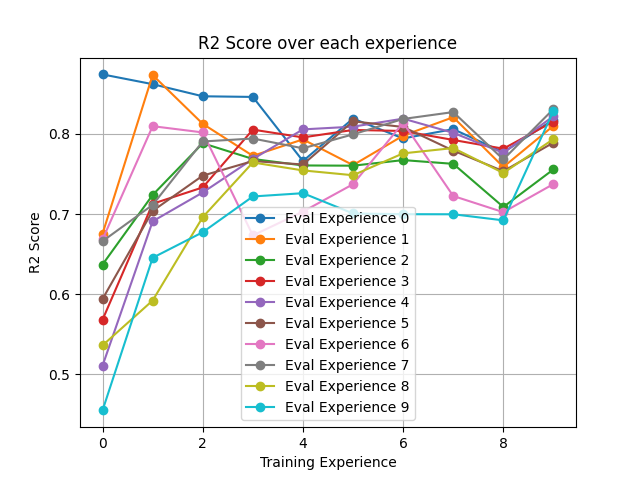 R2 Score over each experience
R2 Score
0.8
0.7
0.6
0.5
Eval Experience 0
Eval Experience 1
Eval Experience 2
Eval Experience 3
Eval Experience 4
Eval Experience 5
Eval Experience 6
Eval Experience 7
Eval Experience 8
Eval Experience 9
0 2 4 6 8
Training Experience